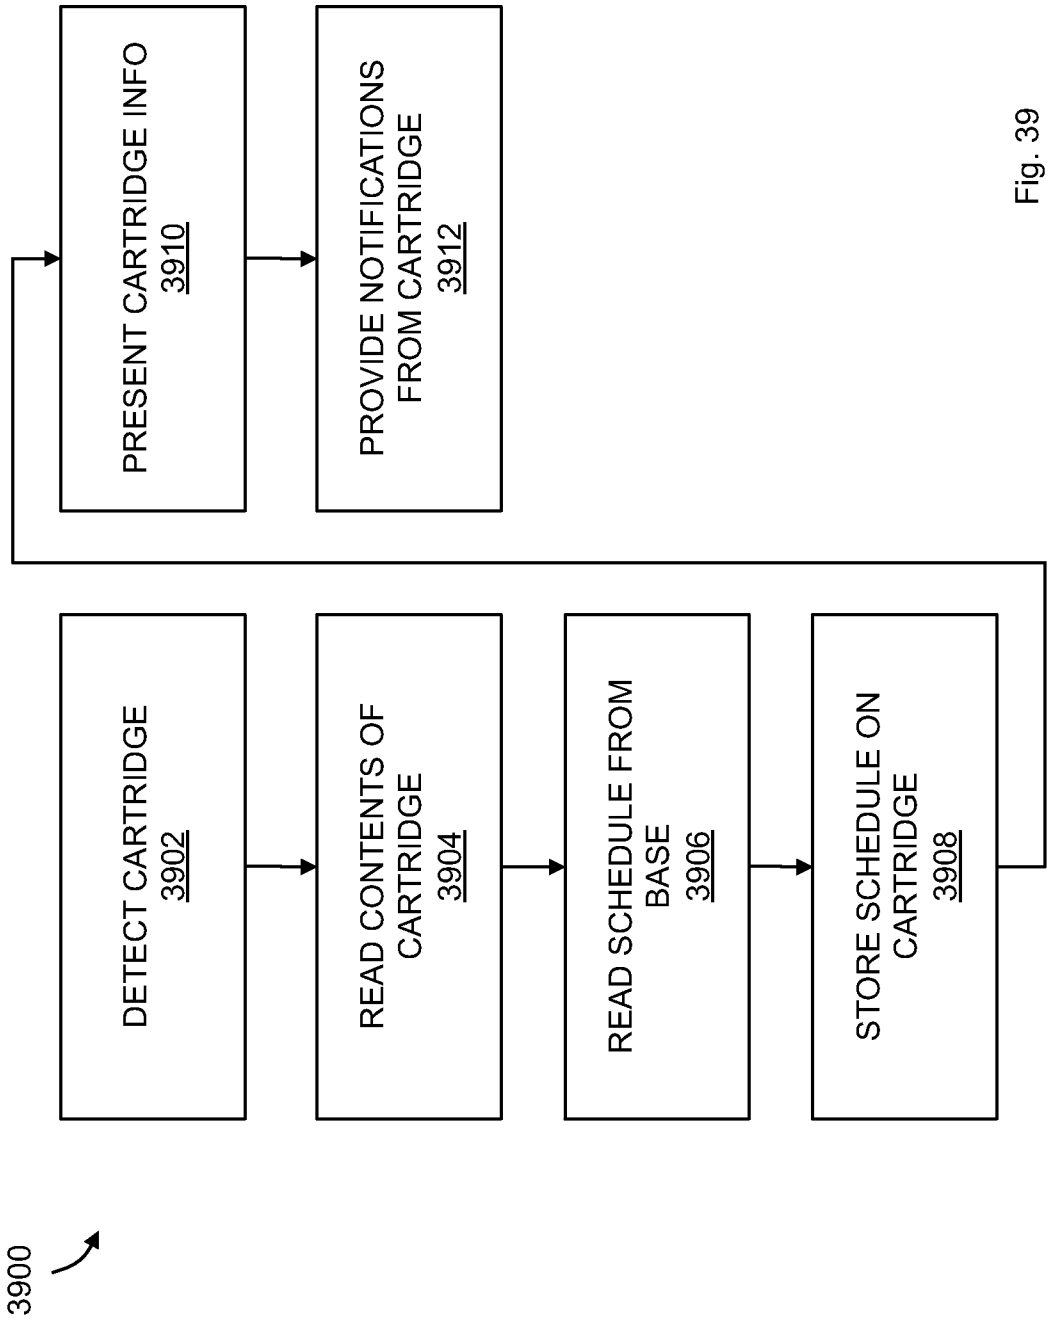 3900
DETECT CARTRIDGE
3902
READ CONTENTS OF
CARTRIDGE
3904
READ SCHEDULE FROM
BASE
3906
STORE SCHEDULE ON
CARTRIDGE
3908
PRESENT CARTRIDGE INFO
3910
PROVIDE NOTIFICATIONS
FROM CARTRIDGE
3912
Fig. 39